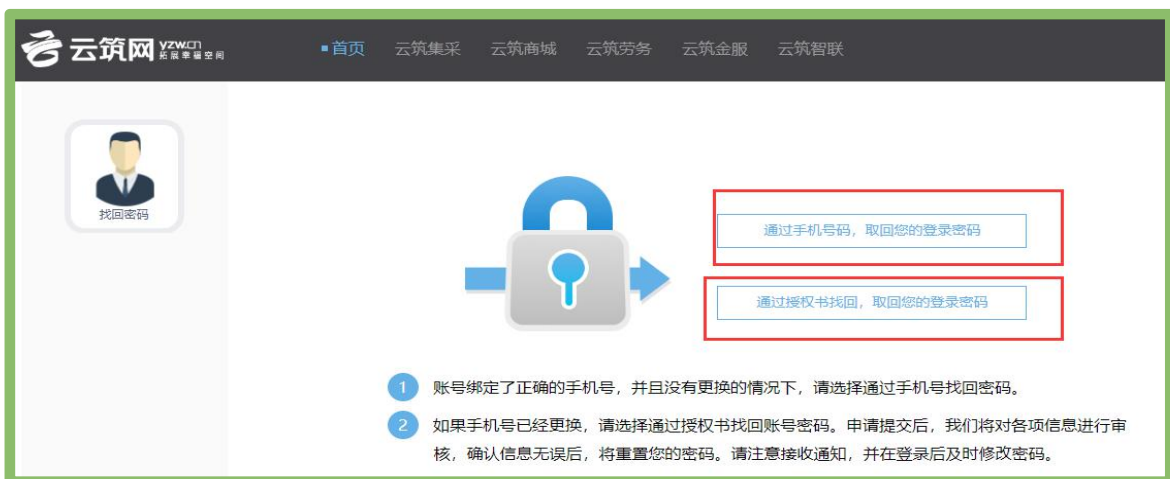 云筑网 yzw.cn
拓展幸福空间
首页 云筑集采 云筑商城 云筑劳务 云筑金服 云筑智联
找回密码
通过手机号码，取回您的登录密码
通过授权书找回，取回您的登录密码
1 账号绑定了正确的手机号，并且没有更换的情况下，请选择通过手机号找回密码。
2 如果手机号已经更换，请选择通过授权书找回账号密码。申请提交后，我们将对各项信息进行审
核，确认信息无误后，将重置您的密码。请注意接收通知，并在登录后及时修改密码。